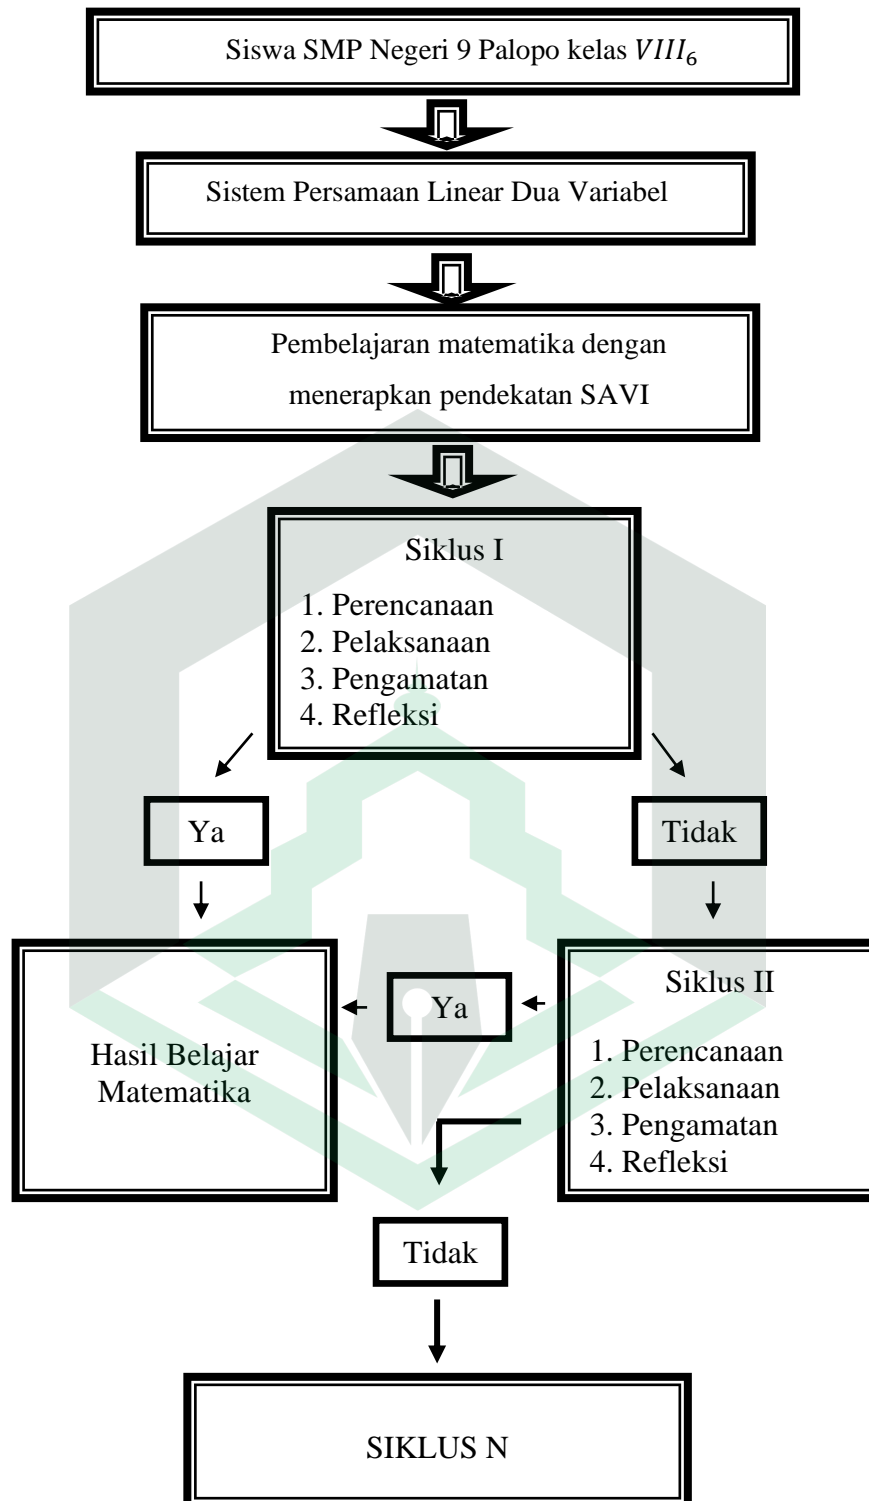 Siswa SMP Negeri 9 Palopo kelas VIII₆
Sistem Persamaan Linear Dua Variabel
Pembelajaran matematika dengan
menerapkan pendekatan SAVI
Siklus I
1. Perencanaan
2. Pelaksanaan
3. Pengamatan
4. Refleksi
Ya
Tidak
Hasil Belajar
Matematika
Ya
Siklus II
1. Perencanaan
2. Pelaksanaan
3. Pengamatan
4. Refleksi
Tidak
SIKLUS N